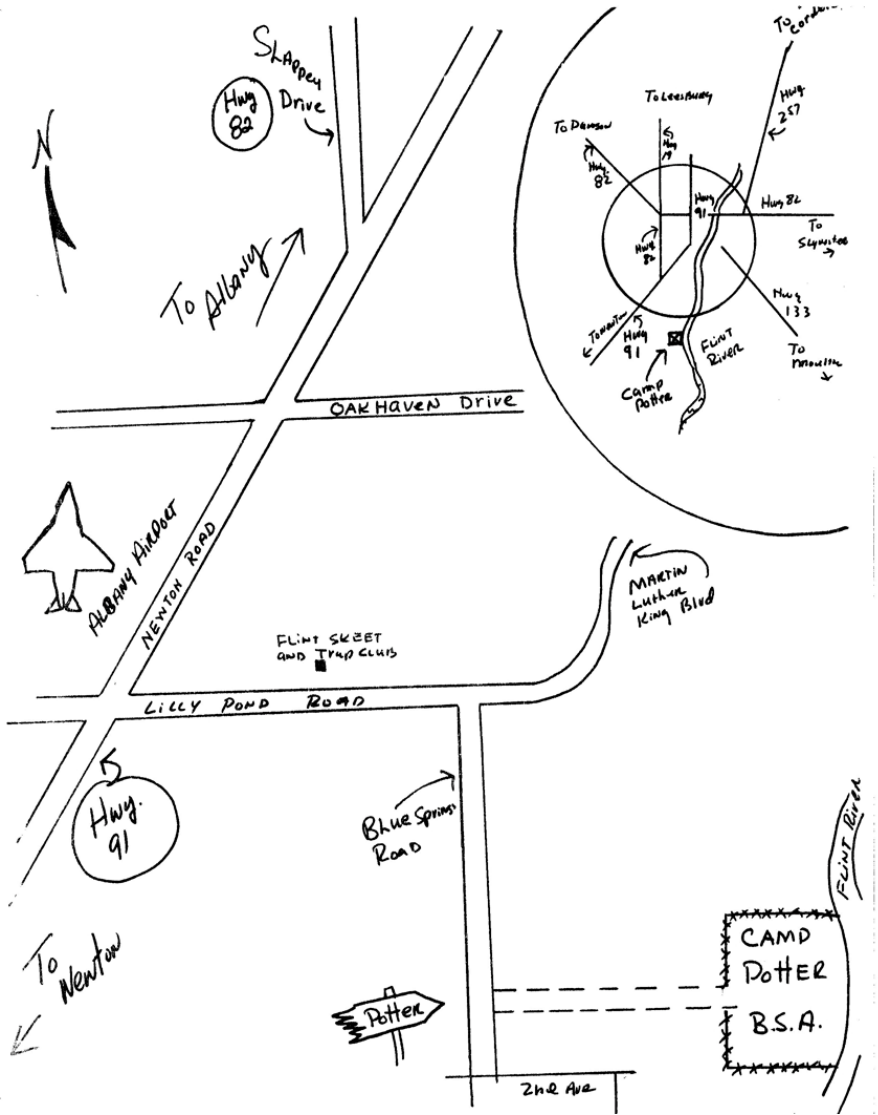 SLAPPEY
Drive
Hwy
82
N
To Albany
OAKHAVEN Drive
ALBANY AIRPORT
NEWTON ROAD
FLINT SKEET
AND Trap CLUB
MARTIN
Luther
King Blvd
LILLY POND ROAD
Hwy.
91
BLUE Springs
ROAD
To
Newton
Potter
2nd Ave
FLINT River
CAMP
POTTER
B.S.A.
To
Hwy
257
To Leesburg
Hwy
19
To Dawson
Hwy.
82
Hwy
91
Hwy 82
To
Sylvester
Hwy
82
Hwy
133
To
To Newton
Hwy
91
FLINT
RIVER
Camp
Potter